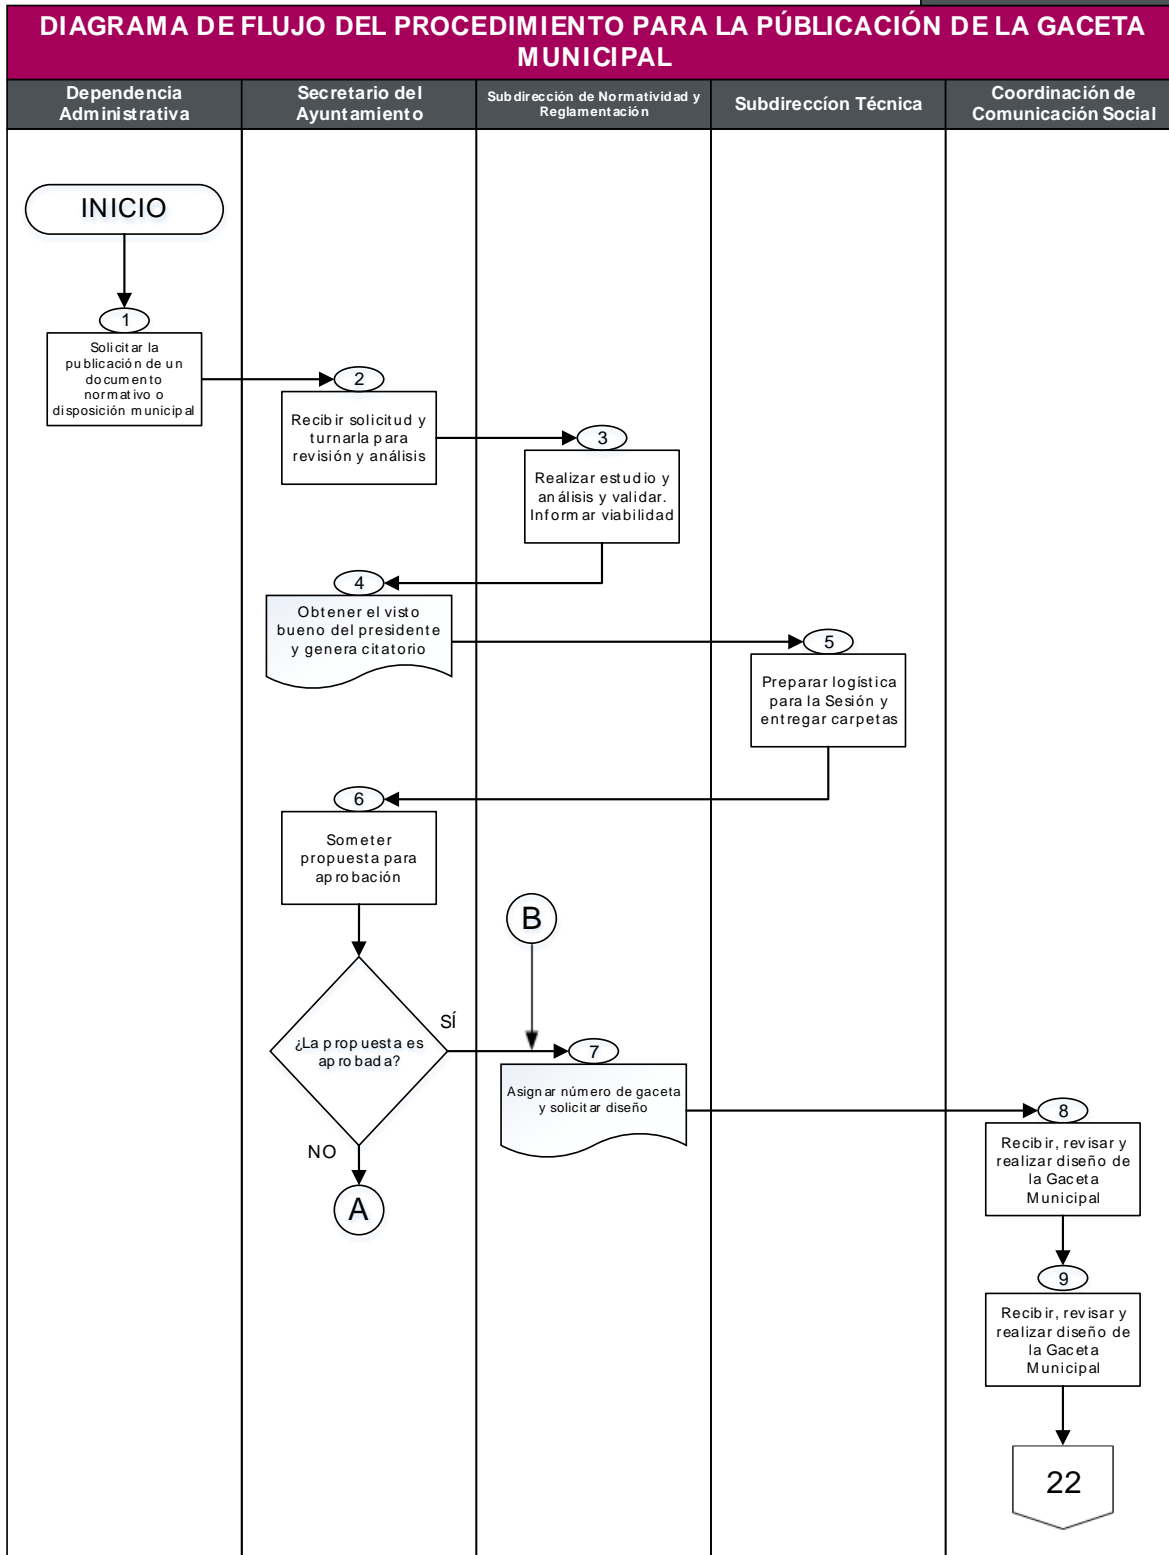 DIAGRAMA DE FLUJO DEL PROCEDIMIENTO PARA LA PÚBLICACIÓN DE LA GACETA
MUNICIPAL
Dependencia
Administrativa
Secretario del
Ayuntamiento
Subdirección de Normatividad y
Reglamentación
Subdireccíon Técnica
Coordinación de
Comunicación Social
INICIO
1
Solicitar la
publicación de un
documento
normativo o
disposición municipal
2
Recibir solicitud y
turnarla para
revisión y análisis
3
Realizar estudio y
análisis y validar.
Informar viabilidad
4
Obtener el visto
bueno del presidente
y genera citatorio
5
Preparar logística
para la Sesión y
entregar carpetas
6
Someter
propuesta para
aprobación
B
¿La propuesta es
aprobada?
SÍ
NO
A
7
Asignar número de gaceta
y solicitar diseño
8
Recibir, revisar y
realizar diseño de
la Gaceta
Municipal
9
Recibir, revisar y
realizar diseño de
la Gaceta
Municipal
22